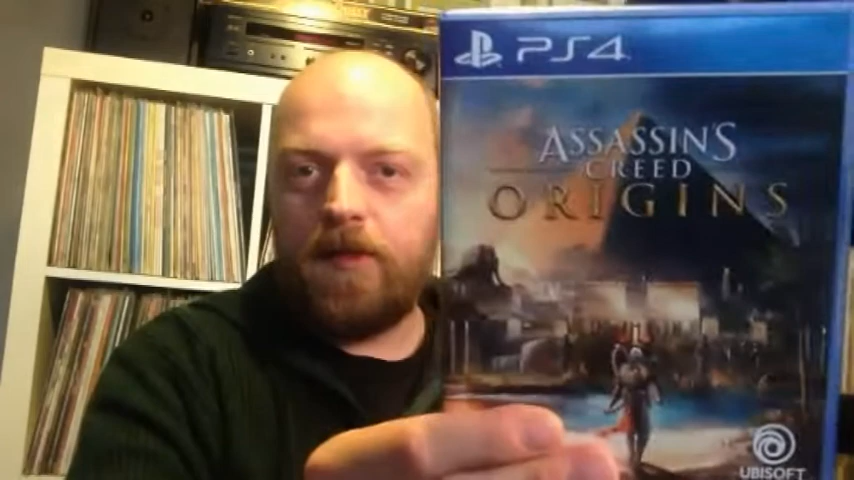 PS4
ASSASSIN'S
CREED
ORIGINS
UBISOFT